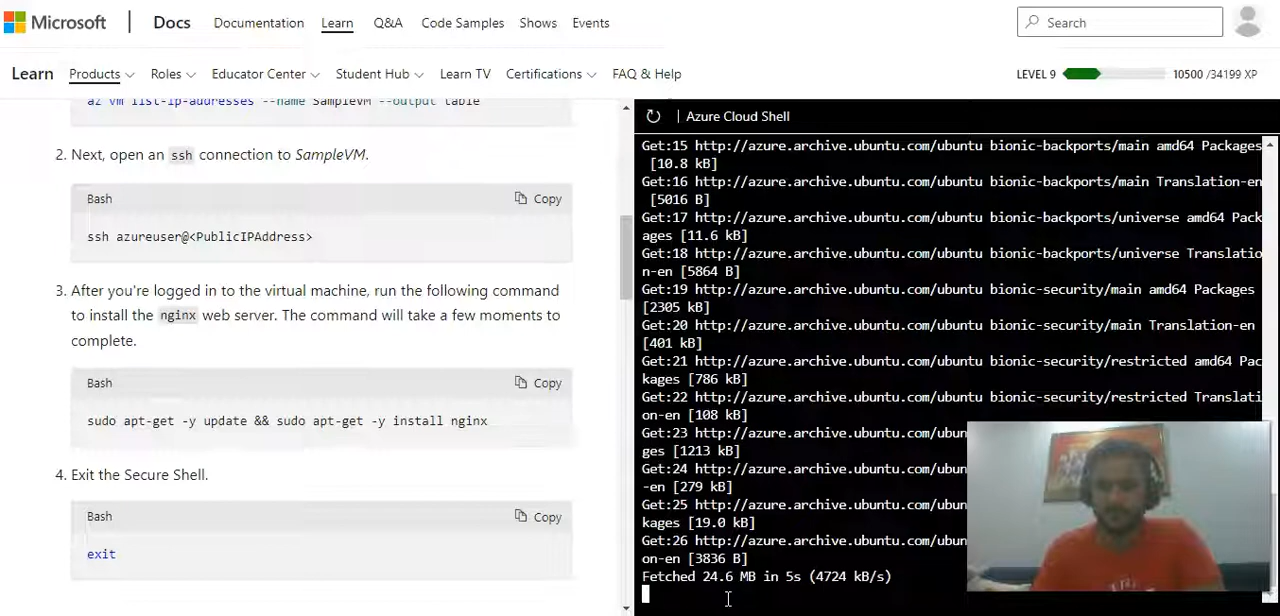 Microsoft Docs Documentation Learn Q&A Code Samples Shows Events Search
Learn Products Roles Educator Center Student Hub Learn TV Certifications FAQ & Help LEVEL 9 10500 / 34199 XP
az vm list-ip-addresses --name SampleVM --output table
2. Next, open an ssh connection to SampleVM.
Bash Copy
ssh azureuser@<PublicIPAddress>
3. After you're logged in to the virtual machine, run the following command
to install the nginx web server. The command will take a few moments to
complete.
Bash Copy
sudo apt-get -y update && sudo apt-get -y install nginx
4. Exit the Secure Shell.
Bash Copy
exit
Azure Cloud Shell
Get:15 http://azure.archive.ubuntu.com/ubuntu bionic-backports/main amd64 Packages
[10.8 kB]
Get:16 http://azure.archive.ubuntu.com/ubuntu bionic-backports/main Translation-en
[5016 B]
Get:17 http://azure.archive.ubuntu.com/ubuntu bionic-backports/universe amd64 Pack
ages [11.6 kB]
Get:18 http://azure.archive.ubuntu.com/ubuntu bionic-backports/universe Translatio
n-en [5864 B]
Get:19 http://azure.archive.ubuntu.com/ubuntu bionic-security/main amd64 Packages
[2305 kB]
Get:20 http://azure.archive.ubuntu.com/ubuntu bionic-security/main Translation-en
[401 kB]
Get:21 http://azure.archive.ubuntu.com/ubuntu bionic-security/restricted amd64 Pac
kages [786 kB]
Get:22 http://azure.archive.ubuntu.com/ubuntu bionic-security/restricted Translati
on-en [108 kB]
Get:23 http://azure.archive.ubuntu.com/ubun
ges [1213 kB]
Get:24 http://azure.archive.ubuntu.com/ubun
-en [279 kB]
Get:25 http://azure.archive.ubuntu.com/ubun
kages [19.0 kB]
Get:26 http://azure.archive.ubuntu.com/ubun
on-en [3836 B]
Fetched 24.6 MB in 5s (4724 kB/s)